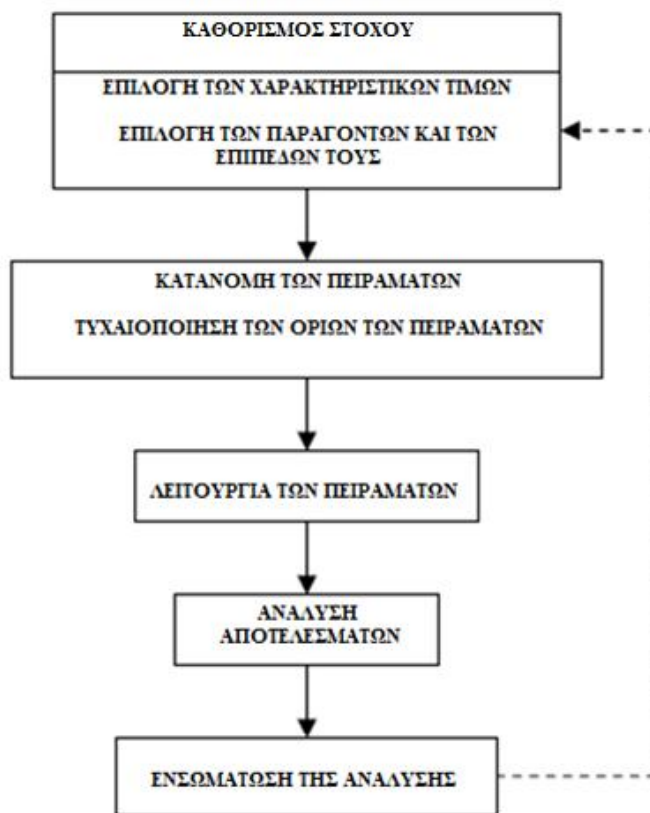 ΚΑΘΟΡΙΣΜΟΣ ΣΤΟΧΟΥ
ΕΠΙΛΟΓΗ ΤΩΝ ΧΑΡΑΚΤΗΡΙΣΤΙΚΩΝ ΤΙΜΩΝ
ΕΠΙΛΟΓΗ ΤΩΝ ΠΑΡΑΓΟΝΤΩΝ ΚΑΙ ΤΩΝ
ΕΠΙΠΕΔΩΝ ΤΟΥΣ
ΚΑΤΑΝΟΜΗ ΤΩΝ ΠΕΙΡΑΜΑΤΩΝ
ΤΥΧΑΙΟΠΟΙΗΣΗ ΤΩΝ ΟΡΙΩΝ ΤΩΝ ΠΕΙΡΑΜΑΤΩΝ
ΛΕΙΤΟΥΡΓΙΑ ΤΩΝ ΠΕΙΡΑΜΑΤΩΝ
ΑΝΑΛΥΣΗ
ΑΠΟΤΕΛΕΣΜΑΤΩΝ
ΕΝΣΩΜΑΤΩΣΗ ΤΗΣ ΑΝΑΛΥΣΗΣ